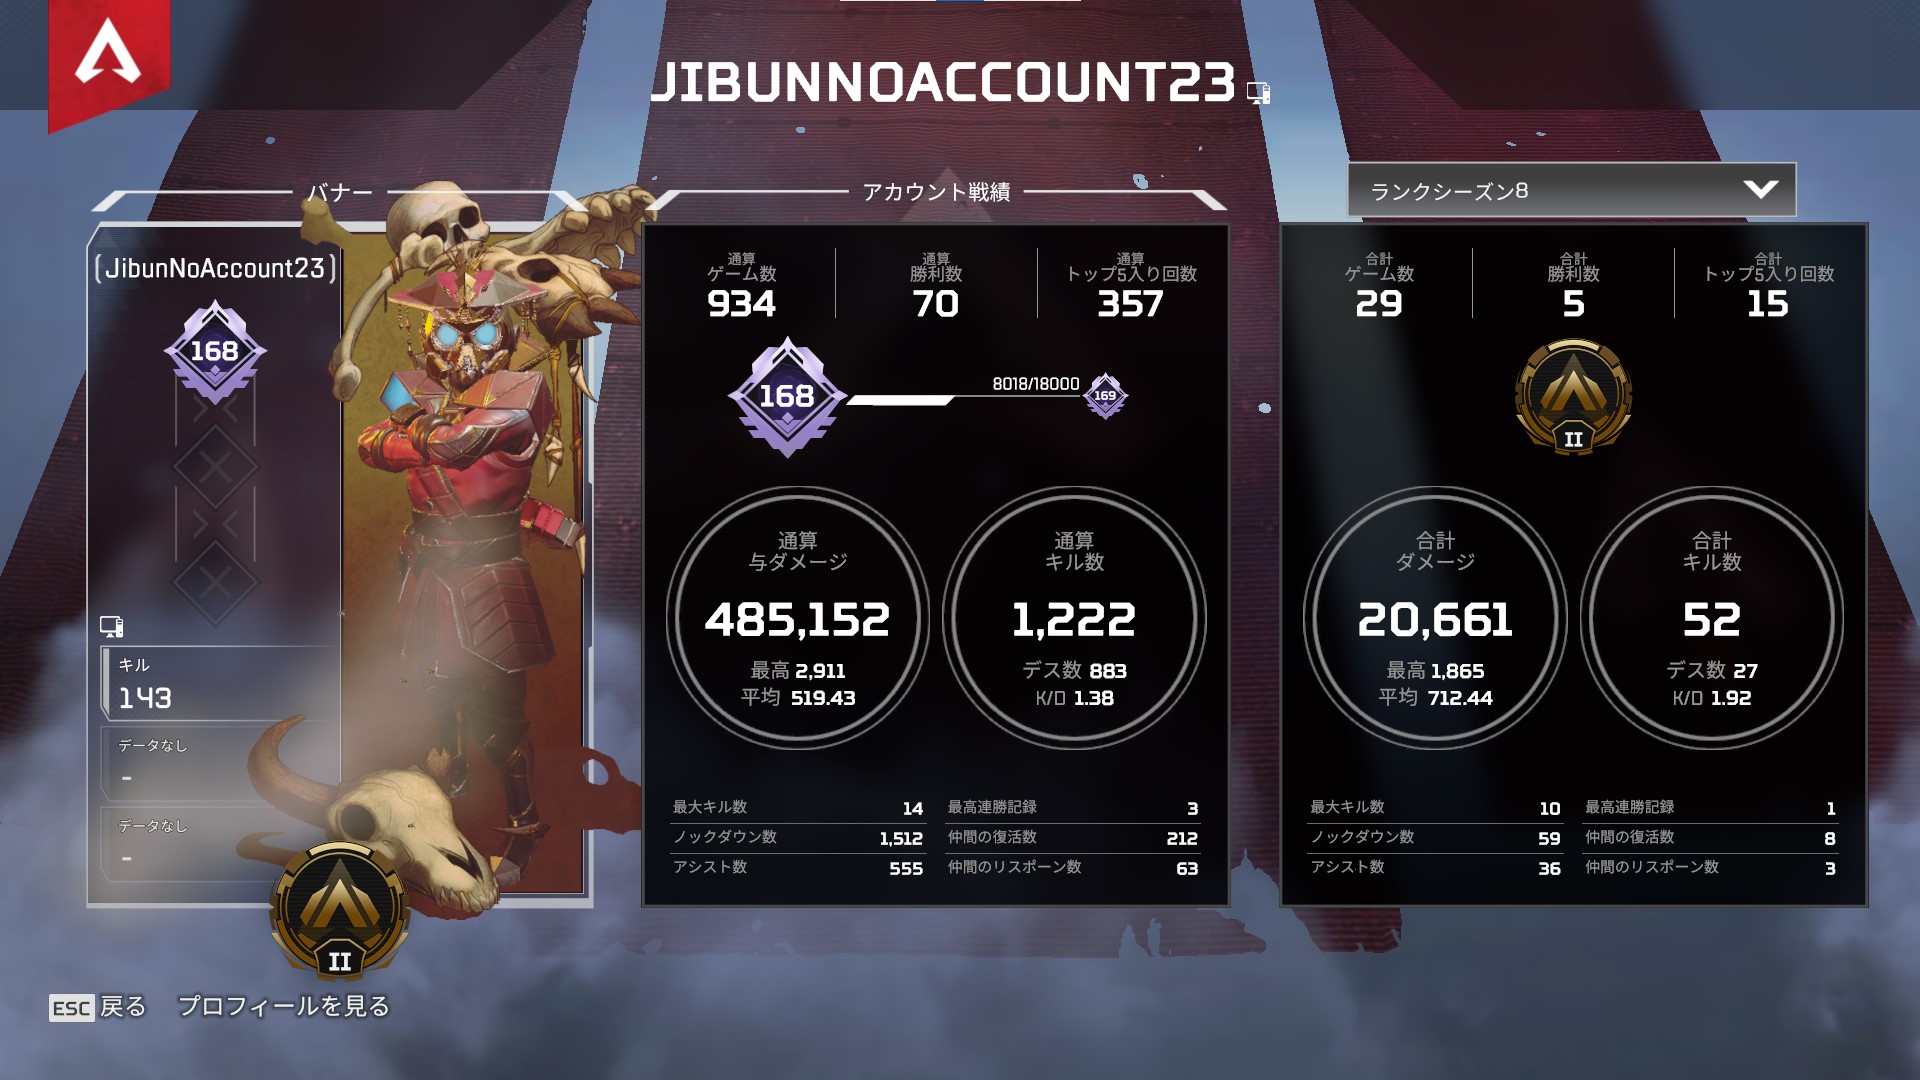 JIBUNNOACCOUNT23
バナー
(JibunNoAccount23)
168
キル
143
データなし
-
データなし
-
II
アカウント戦績
通算
ゲーム数
934
通算
勝利数
70
通算
トップ5入り回数
357
168
8018/18000
169
通算
与ダメージ
485,152
最高 2,911
平均 519.43
通算
キル数
1,222
デス数 883
K/D 1.38
最大キル数 14
ノックダウン数 1,512
アシスト数 555
最高連勝記録 3
仲間の復活数 212
仲間のリスポーン数 63
ランクシーズン8
合計
ゲーム数
29
合計
勝利数
5
合計
トップ5入り回数
15
II
合計
ダメージ
20,661
最高 1,865
平均 712.44
合計
キル数
52
デス数 27
K/D 1.92
最大キル数 10
ノックダウン数 59
アシスト数 36
最高連勝記録 1
仲間の復活数 8
仲間のリスポーン数 3
ESC 戻る プロフィールを見る